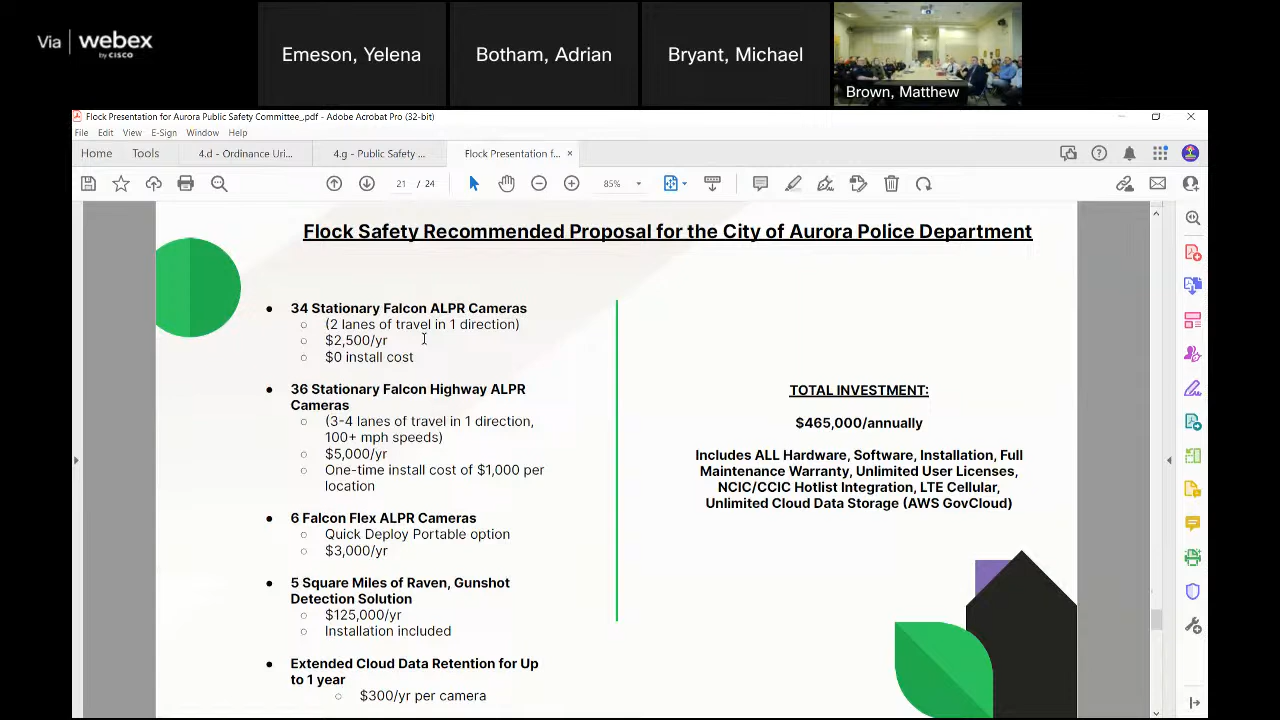 Via webex
by CISCO
Emeson, Yelena
Botham, Adrian
Bryant, Michael
Brown, Matthew
Flock Presentation for Aurora Public Safety Committee_.pdf - Adobe Acrobat Pro (32-bit)
File Edit View E-Sign Window Help
Home Tools 4.d - Ordinance Uri... 4.g - Public Safety ... Flock Presentation f... ×
21 / 24 85%
Flock Safety Recommended Proposal for the City of Aurora Police Department
● 34 Stationary Falcon ALPR Cameras
○ (2 lanes of travel in 1 direction)
○ $2,500/yr
○ $0 install cost
● 36 Stationary Falcon Highway ALPR
Cameras
○ (3-4 lanes of travel in 1 direction,
100+ mph speeds)
○ $5,000/yr
○ One-time install cost of $1,000 per
location
● 6 Falcon Flex ALPR Cameras
○ Quick Deploy Portable option
○ $3,000/yr
● 5 Square Miles of Raven, Gunshot
Detection Solution
○ $125,000/yr
○ Installation included
● Extended Cloud Data Retention for Up
to 1 year
○ $300/yr per camera
TOTAL INVESTMENT:
$465,000/annually
Includes ALL Hardware, Software, Installation, Full
Maintenance Warranty, Unlimited User Licenses,
NCIC/CCIC Hotlist Integration, LTE Cellular,
Unlimited Cloud Data Storage (AWS GovCloud)